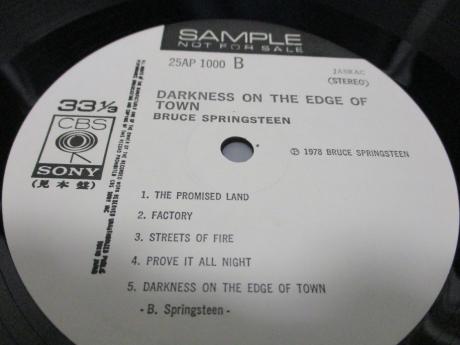 SAMPLE
NOT FOR SALE
25AP 1000 B
JASRAC
(STEREO)
DARKNESS ON THE EDGE OF
TOWN
BRUCE SPRINGSTEEN
33 1/3
CBS
SONY
(見本盤)
℗ 1978 BRUCE SPRINGSTEEN
1. THE PROMISED LAND
2. FACTORY
3. STREETS OF FIRE
4. PROVE IT ALL NIGHT
5. DARKNESS ON THE EDGE OF TOWN
- B. Springsteen -